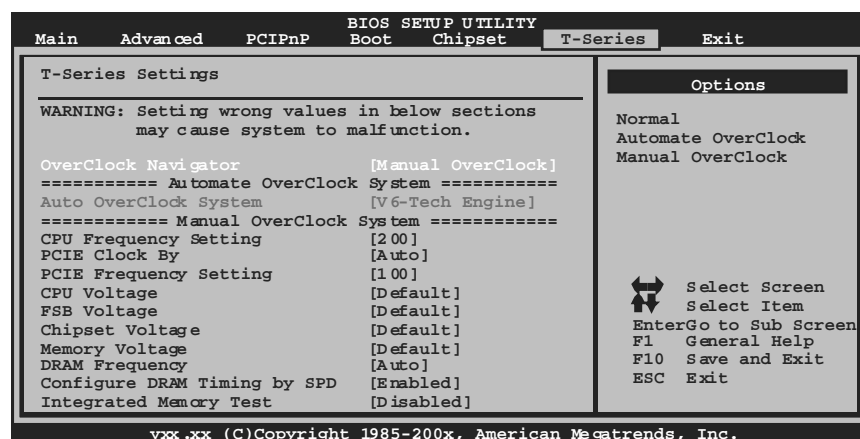 BIOS SETUP UTILITY
Main Advanced PCIPnP Boot Chipset T-Series Exit
T-Series Settings
WARNING: Setting wrong values in below sections
may cause system to malfunction.
OverClock Navigator [Manual OverClock]
=========== Automate OverClock System ===========
Auto OverClock System [V6-Tech Engine]
============ Manual OverClock System ============
CPU Frequency Setting [200]
PCIE Clock By [Auto]
PCIE Frequency Setting [100]
CPU Voltage [Default]
FSB Voltage [Default]
Chipset Voltage [Default]
Memory Voltage [Default]
DRAM Frequency [Auto]
Configure DRAM Timing by SPD [Enabled]
Integrated Memory Test [Disabled]
Options
Normal
Automate OverClock
Manual OverClock
Select Screen
Select Item
Enter Go to Sub Screen
F1 General Help
F10 Save and Exit
ESC Exit
vxx.xx (C)Copyright 1985-200x, American Megatrends, Inc.